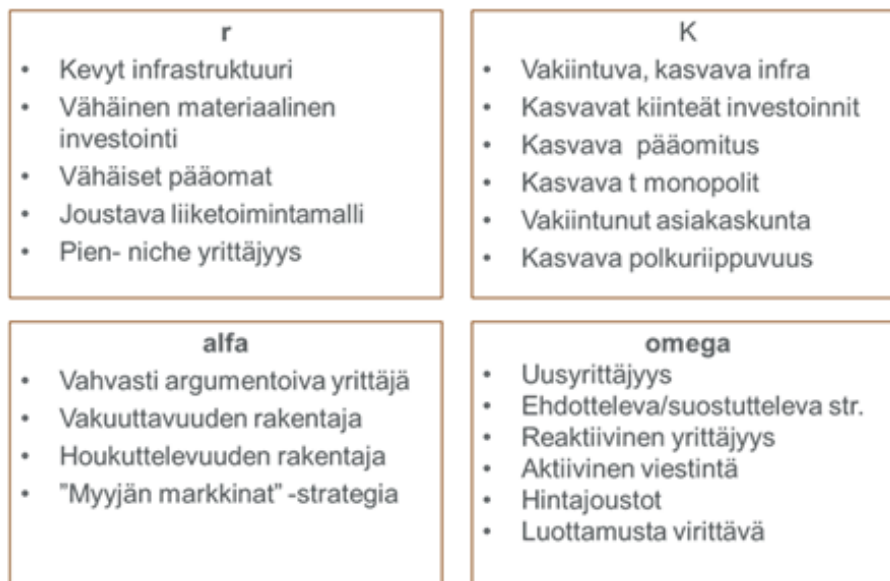 r
• Kevyt infrastruktuuri
• Vähäinen materiaalinen
investointi
• Vähäiset pääomat
• Joustava liiketoimintamalli
• Pien- niche yrittäjyys
K
• Vakiintuva, kasvava infra
• Kasvavat kiinteät investoinnit
• Kasvava pääomitus
• Kasvava t monopolit
• Vakiintunut asiakaskunta
• Kasvava polkuriippuvuus
alfa
• Vahvasti argumentoiva yrittäjä
• Vakuuttavuuden rakentaja
• Houkuttelevuuden rakentaja
• ”Myyjän markkinat” -strategia
omega
• Uusyrittäjyys
• Ehdotteleva/suostutteleva str.
• Reaktiivinen yrittäjyys
• Aktiivinen viestintä
• Hintajoustot
• Luottamusta virittävä